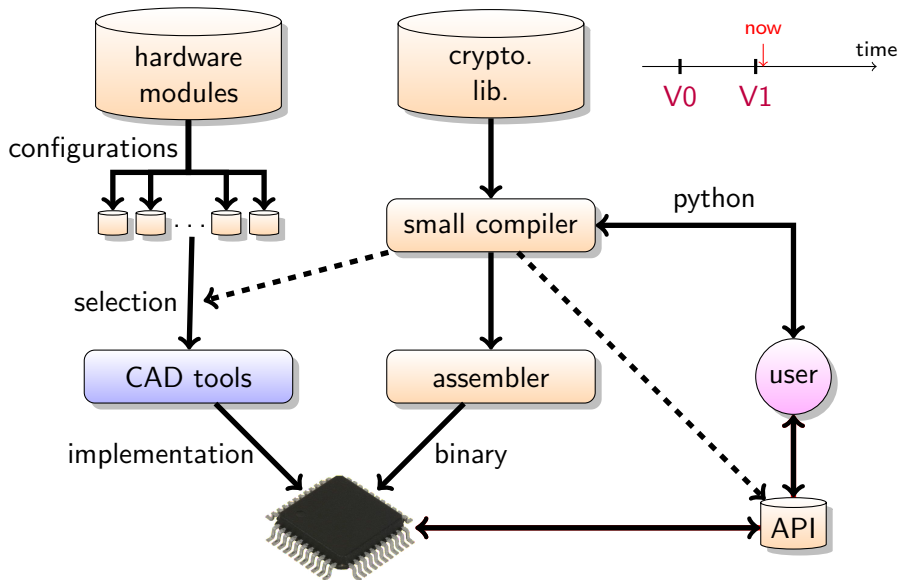 hardware
modules
crypto.
lib.
now
time
V0
V1
configurations
. . .
small compiler
python
selection
CAD tools
assembler
user
implementation
binary
API